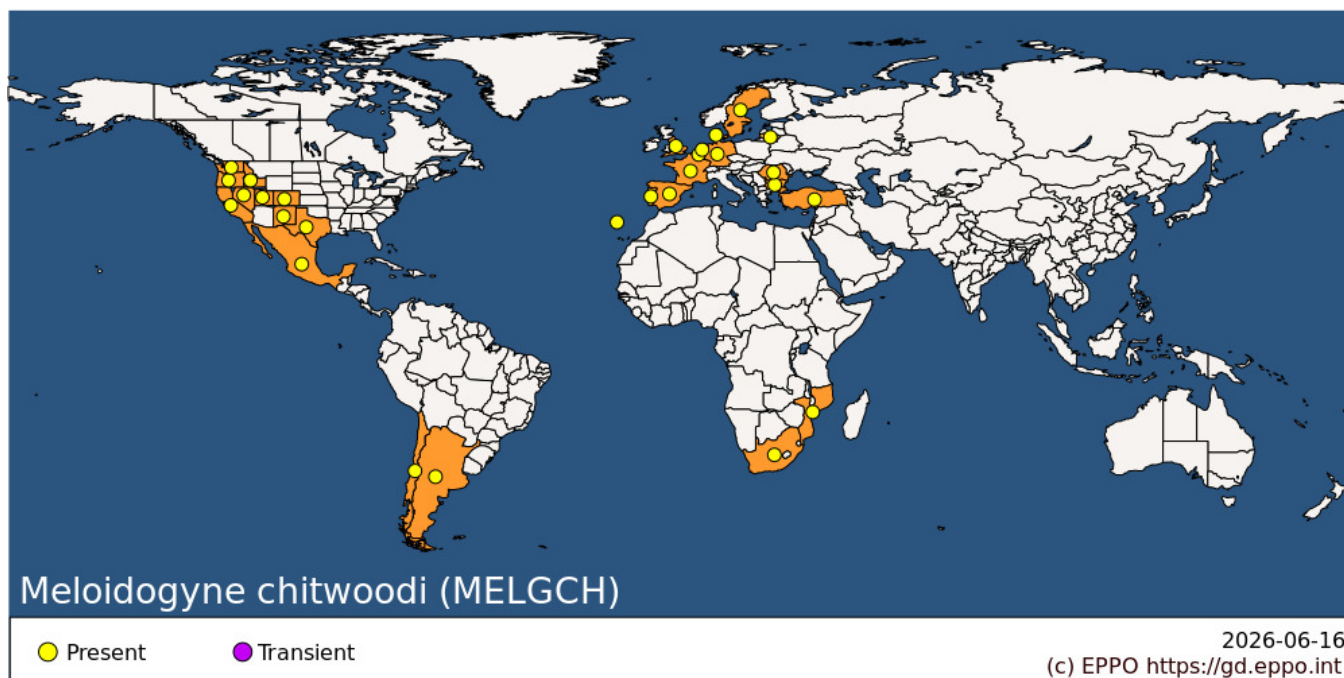 Meloidogyne chitwoodi (MELGCH)
Present
Transient
2026-06-16
(c) EPPO https://gd.eppo.int